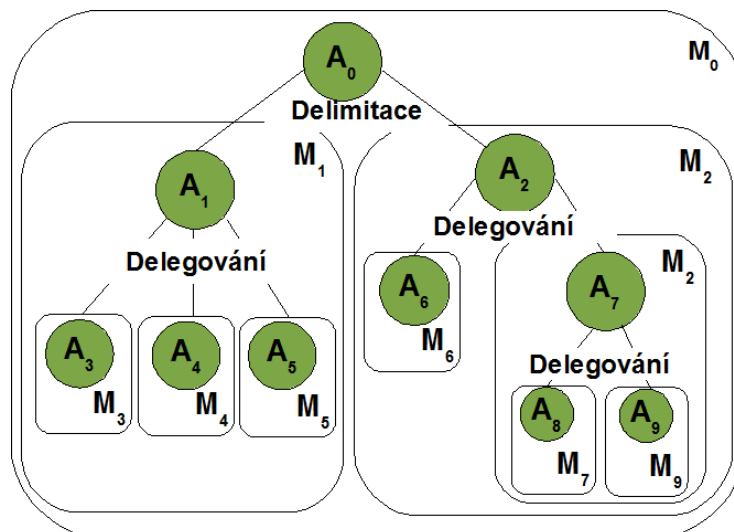 A0
M0
Delimitace
M1
M2
A1
A2
Delegování
Delegování
M2
A6
A7
M6
A3
A4
A5
Delegování
M3
M4
M5
A8
A9
M7
M9